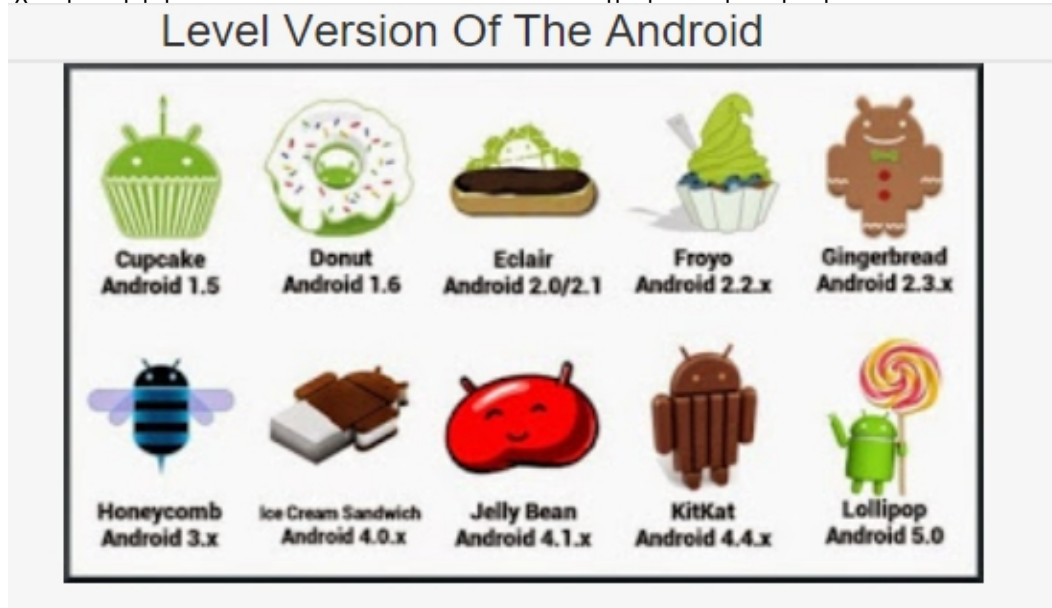 Level Version Of The Android
Cupcake
Android 1.5
Donut
Android 1.6
Eclair
Android 2.0/2.1
Froyo
Android 2.2.x
Gingerbread
Android 2.3.x
Honeycomb
Android 3.x
Ice Cream Sandwich
Android 4.0.x
Jelly Bean
Android 4.1.x
KitKat
Android 4.4.x
Lollipop
Android 5.0